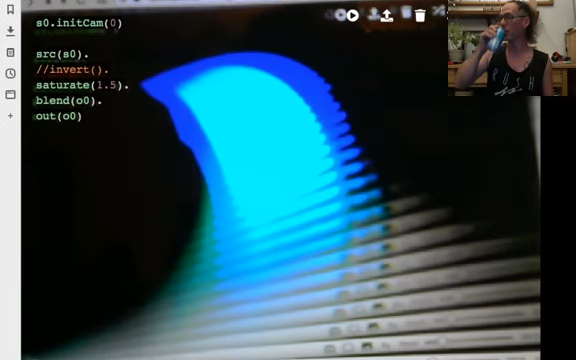 s0.initCam(0)
src(s0).
//invert().
saturate(1.5).
blend(o0).
out(o0)